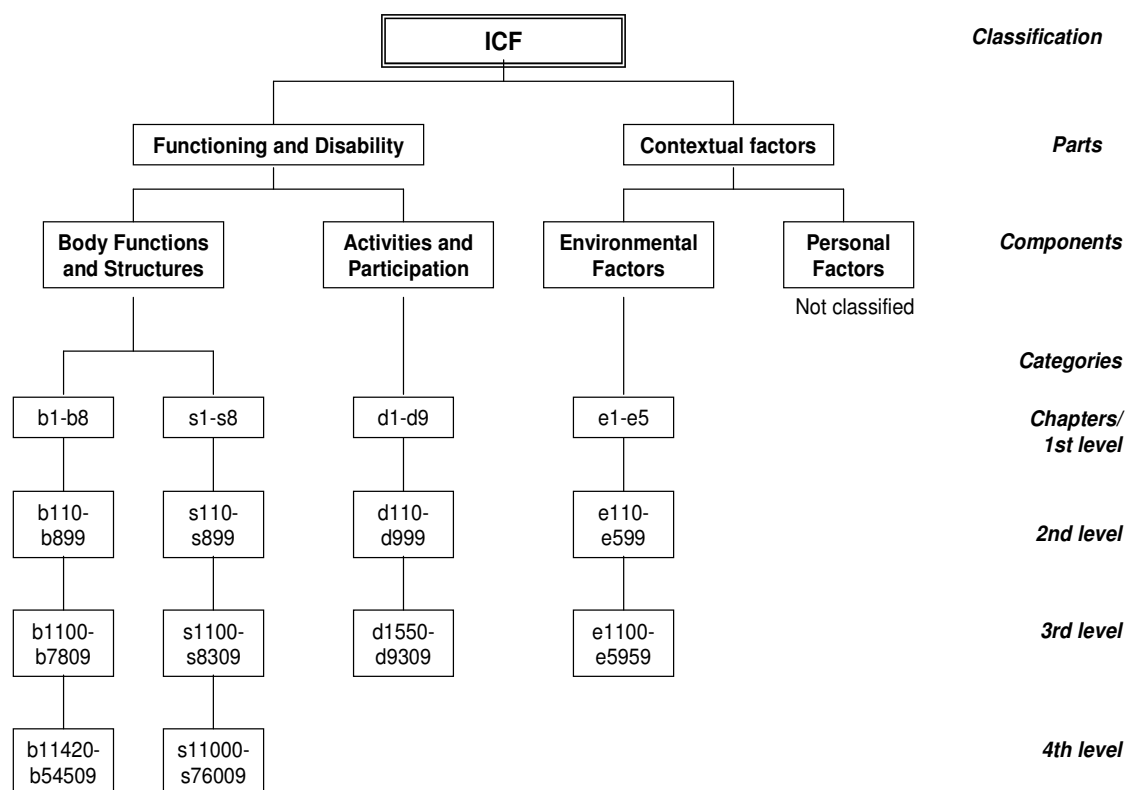 ICF
Classification
Functioning and Disability
Contextual factors
Parts
Body Functions
and Structures
Activities and
Participation
Environmental
Factors
Personal
Factors
Components
Not classified
Categories
b1-b8
s1-s8
d1-d9
e1-e5
Chapters/
1st level
b110-
b899
s110-
s899
d110-
d999
e110-
e599
2nd level
b1100-
b7809
s1100-
s8309
d1550-
d9309
e1100-
e5959
3rd level
b11420-
b54509
s11000-
s76009
4th level